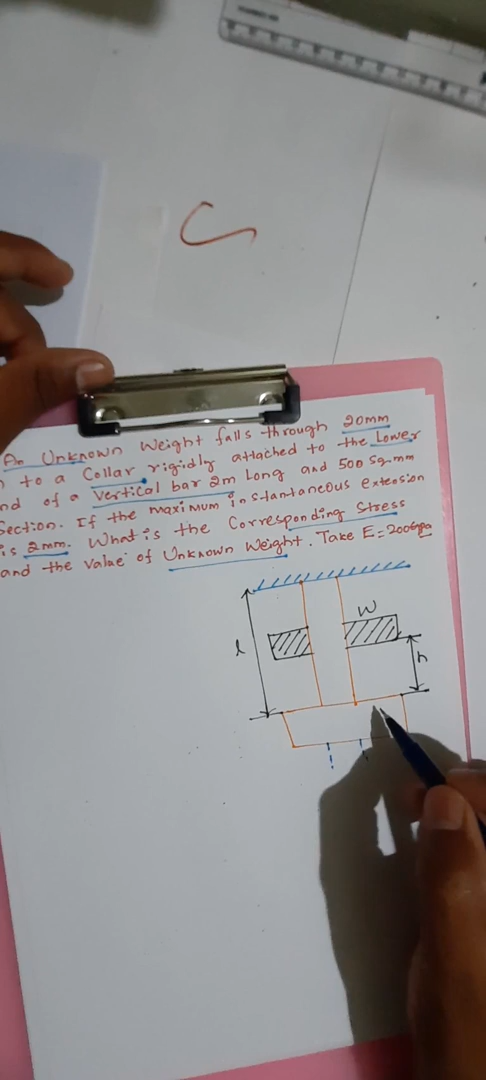 An Unknown Weight falls through 20mm
to a Collar rigidly attached to the Lower
nd of a Vertical bar 2m Long and 500 Sq.mm
Section. If the maximum instantaneous extension
is 2mm. What is the Corresponding Stress
and the value of Unknown Weight. Take E=200Gpa
W
l
h